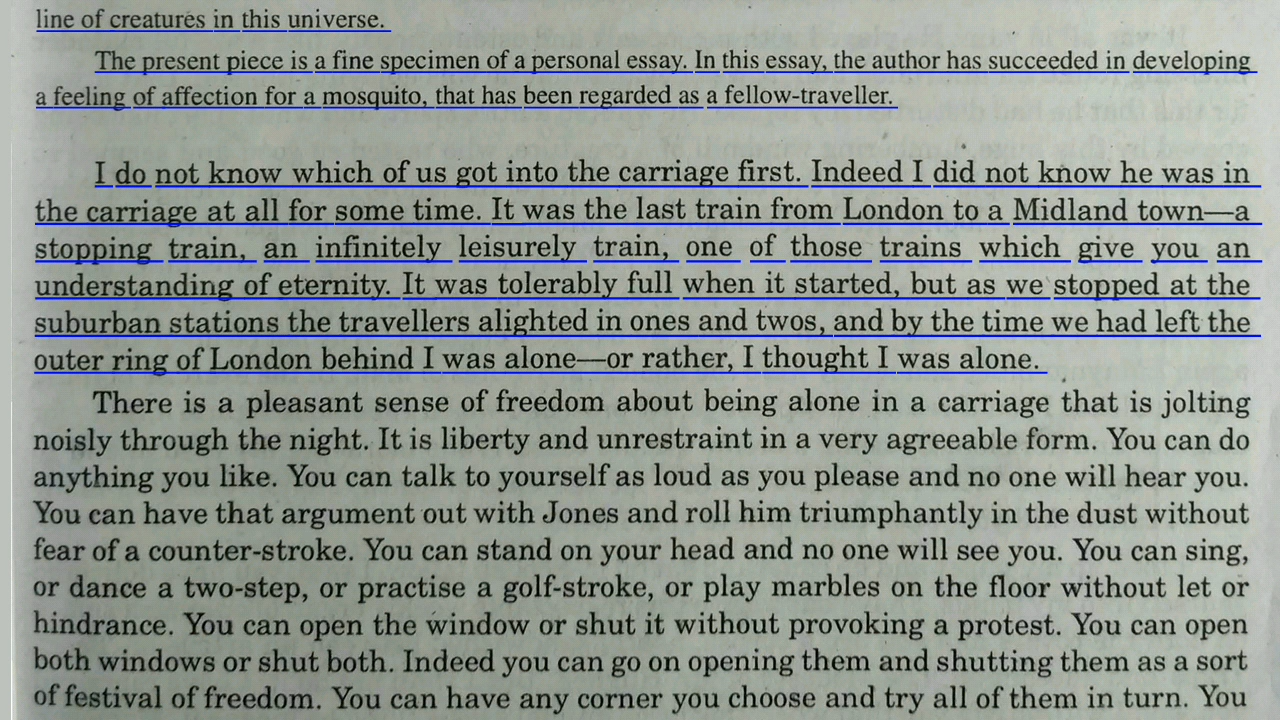 line of creatures in this universe.
The present piece is a fine specimen of a personal essay. In this essay, the author has succeeded in developing
a feeling of affection for a mosquito, that has been regarded as a fellow-traveller.
I do not know which of us got into the carriage first. Indeed I did not know he was in
the carriage at all for some time. It was the last train from London to a Midland town—a
stopping train, an infinitely leisurely train, one of those trains which give you an
understanding of eternity. It was tolerably full when it started, but as we stopped at the
suburban stations the travellers alighted in ones and twos, and by the time we had left the
outer ring of London behind I was alone—or rather, I thought I was alone.
There is a pleasant sense of freedom about being alone in a carriage that is jolting
noisly through the night. It is liberty and unrestraint in a very agreeable form. You can do
anything you like. You can talk to yourself as loud as you please and no one will hear you.
You can have that argument out with Jones and roll him triumphantly in the dust without
fear of a counter-stroke. You can stand on your head and no one will see you. You can sing,
or dance a two-step, or practise a golf-stroke, or play marbles on the floor without let or
hindrance. You can open the window or shut it without provoking a protest. You can open
both windows or shut both. Indeed you can go on opening them and shutting them as a sort
of festival of freedom. You can have any corner you choose and try all of them in turn. You